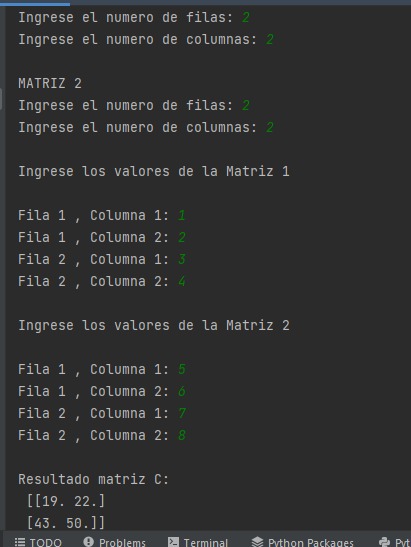 Ingrese el numero de filas: 2
Ingrese el numero de columnas: 2
MATRIZ 2
Ingrese el numero de filas: 2
Ingrese el numero de columnas: 2
Ingrese los valores de la Matriz 1
Fila 1 , Columna 1: 1
Fila 1 , Columna 2: 2
Fila 2 , Columna 1: 3
Fila 2 , Columna 2: 4
Ingrese los valores de la Matriz 2
Fila 1 , Columna 1: 5
Fila 1 , Columna 2: 6
Fila 2 , Columna 1: 7
Fila 2 , Columna 2: 8
Resultado matriz C:
[[19. 22.]
[43. 50.]]
TODO Problems Terminal Python Packages Pyt